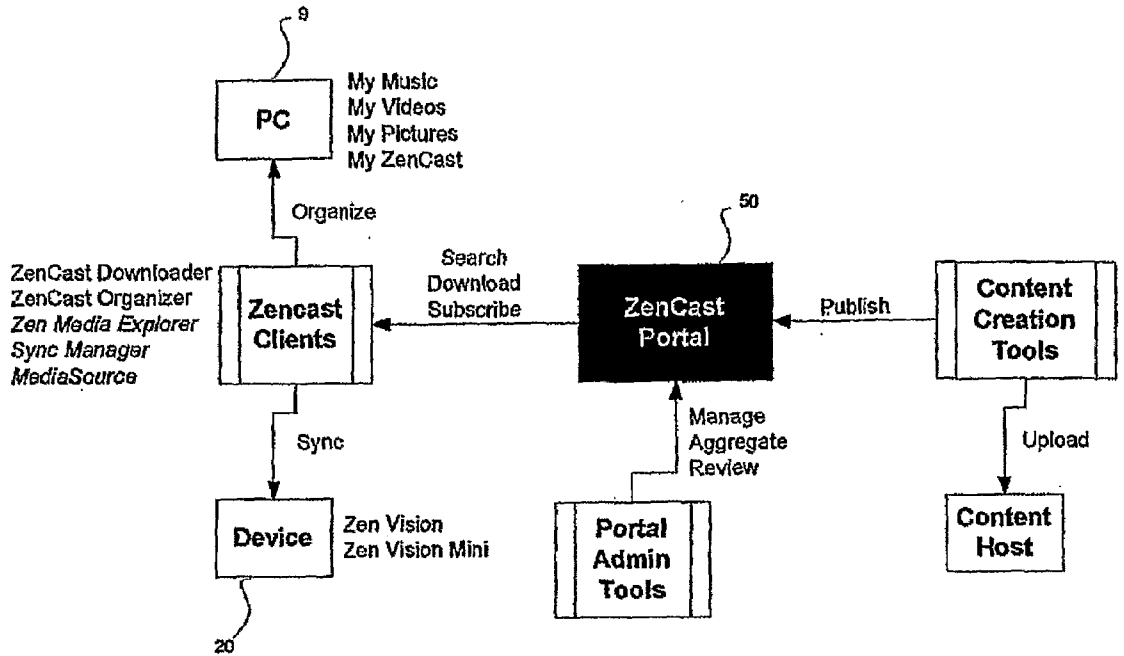 9
PC
My Music
My Videos
My Pictures
My ZenCast
Organize
50
ZenCast Downloader
ZenCast Organizer
Zen Media Explorer
Sync Manager
MediaSource
Zencast
Clients
Search
Download
Subscribe
ZenCast
Portal
Publish
Content
Creation
Tools
Sync
Manage
Aggregate
Review
Upload
Device
Zen Vision
Zen Vision Mini
Portal
Admin
Tools
Content
Host
20